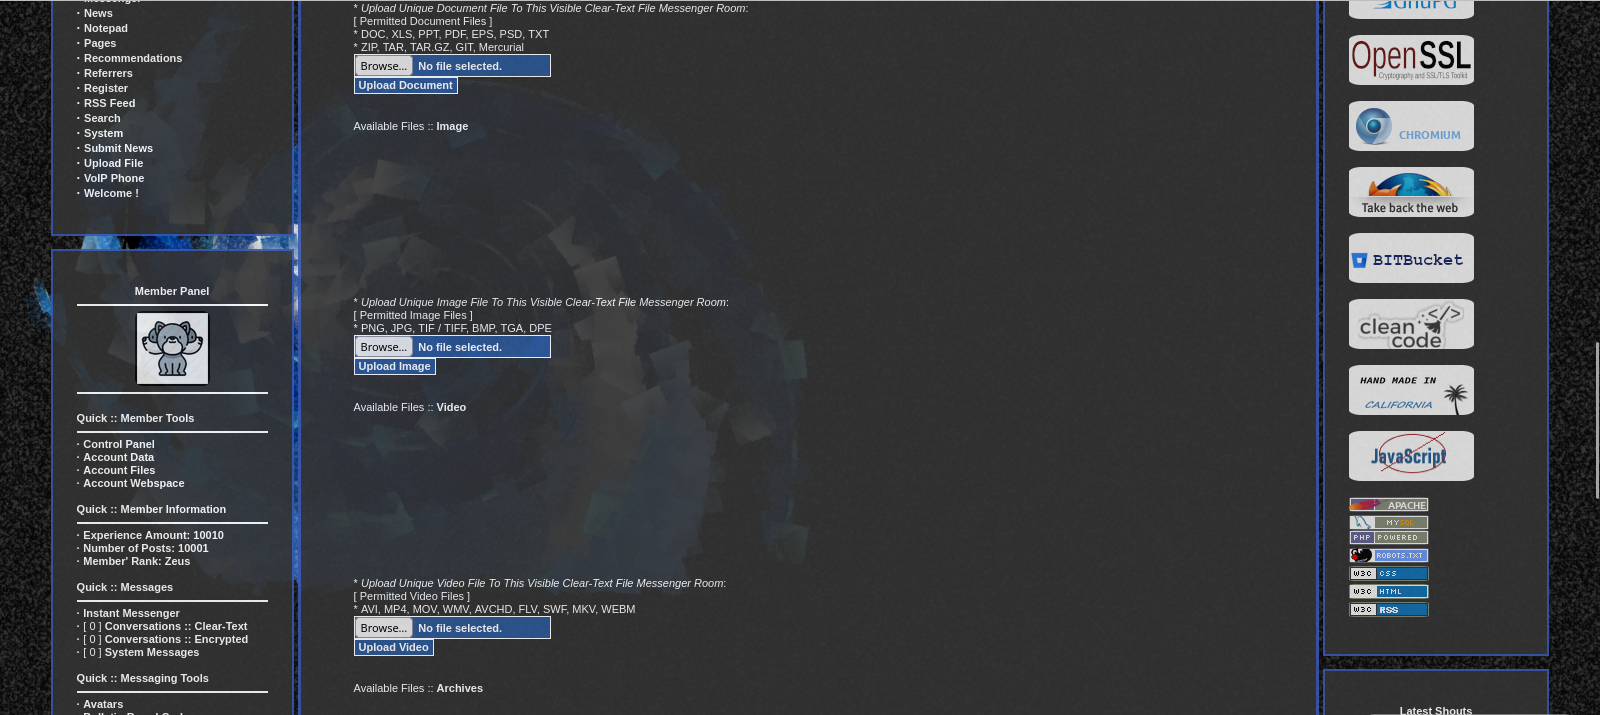 · News
· Notepad
· Pages
· Recommendations
· Referrers
· Register
· RSS Feed
· Search
· System
· Submit News
· Upload File
· VoIP Phone
· Welcome !
Member Panel
Quick :: Member Tools
· Control Panel
· Account Data
· Account Files
· Account Webspace
Quick :: Member Information
· Experience Amount: 10010
· Number of Posts: 10001
· Member' Rank: Zeus
Quick :: Messages
· Instant Messenger
· [ 0 ] Conversations :: Clear-Text
· [ 0 ] Conversations :: Encrypted
· [ 0 ] System Messages
Quick :: Messaging Tools
· Avatars
* Upload Unique Document File To This Visible Clear-Text File Messenger Room:
[ Permitted Document Files ]
* DOC, XLS, PPT, PDF, EPS, PSD, TXT
* ZIP, TAR, TAR.GZ, GIT, Mercurial
Browse... No file selected.
Upload Document
Available Files :: Image
* Upload Unique Image File To This Visible Clear-Text File Messenger Room:
[ Permitted Image Files ]
* PNG, JPG, TIF / TIFF, BMP, TGA, DPE
Browse... No file selected.
Upload Image
Available Files :: Video
* Upload Unique Video File To This Visible Clear-Text File Messenger Room:
[ Permitted Video Files ]
* AVI, MP4, MOV, WMV, AVCHD, FLV, SWF, MKV, WEBM
Browse... No file selected.
Upload Video
Available Files :: Archives
GnuPG
OpenSSL
Cryptography and SSL/TLS Toolkit
CHROMIUM
Take back the web
BITBucket
clean </>
code
HAND MADE IN
CALIFORNIA
JavaScript
APACHE
MYSQL
PHP POWERED
ROBOTS.TXT
W3C CSS
W3C HTML
W3C RSS
Latest Shouts